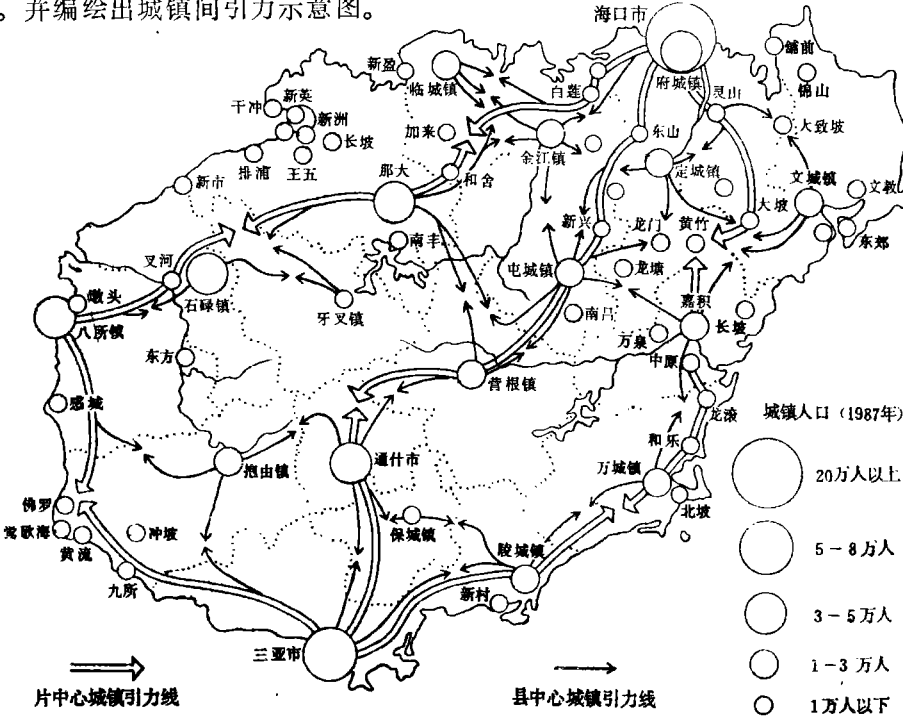 。并编绘出城镇间引力示意图。
海口市
新盈
铺前
临城镇
白莲
府城镇
灵山
锦山
干冲
新英
新洲
加来
东山
大致坡
长坡
金江镇
定城镇
排浦
王五
那大
和舍
文城镇
文教
新市
大坡
新兴
龙门
黄竹
东郊
南丰
叉河
屯城镇
龙塘
墩头
石碌镇
嘉积
八所镇
牙叉镇
南吕
长坡
万泉
东方
中原
营根镇
感城
龙滚
城镇人口(1987年)
和乐
抱由镇
通什市
万城镇
20万人以上
佛罗
北坡
莺歌海
冲坡
保城镇
黄流
陵城镇
5-8万人
九所
新村
3-5万人
三亚市
1-3万人
片中心城镇引力线
县中心城镇引力线
1万人以下